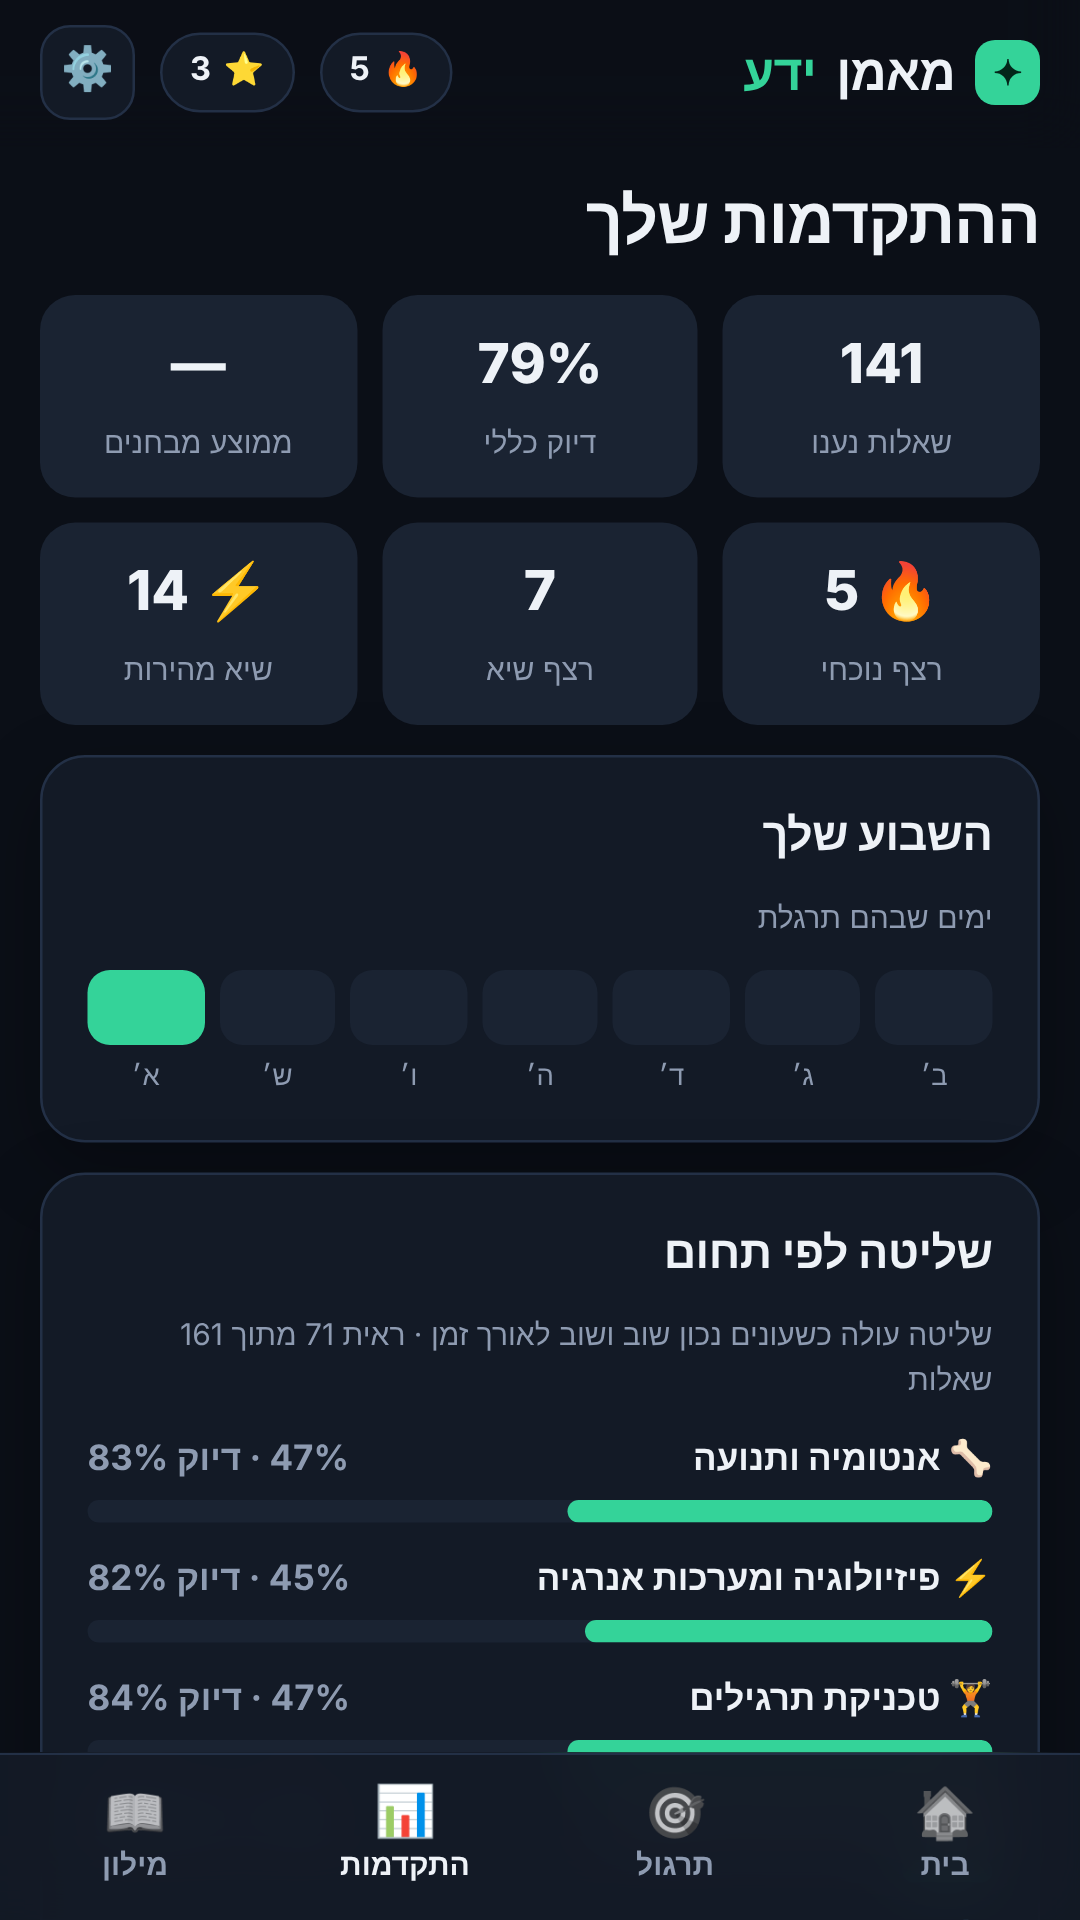 מאמן ידע
🔥 5
⭐ 3
ההתקדמות שלך
141
שאלות נענו
79%
דיוק כללי
—
ממוצע מבחנים
🔥 5
רצף נוכחי
7
רצף שיא
⚡ 14
שיא מהירות
השבוע שלך
ימים שבהם תרגלת
ב׳ ג׳ ד׳ ה׳ ו׳ ש׳ א׳
שליטה לפי תחום
שליטה עולה כשעונים נכון שוב ושוב לאורך זמן · ראית 71 מתוך 161
שאלות
🦴 אנטומיה ותנועה 47% · דיוק 83%
⚡ פיזיולוגיה ומערכות אנרגיה 45% · דיוק 82%
🏋️ טכניקת תרגילים 47% · דיוק 84%
בית תרגול התקדמות מילון